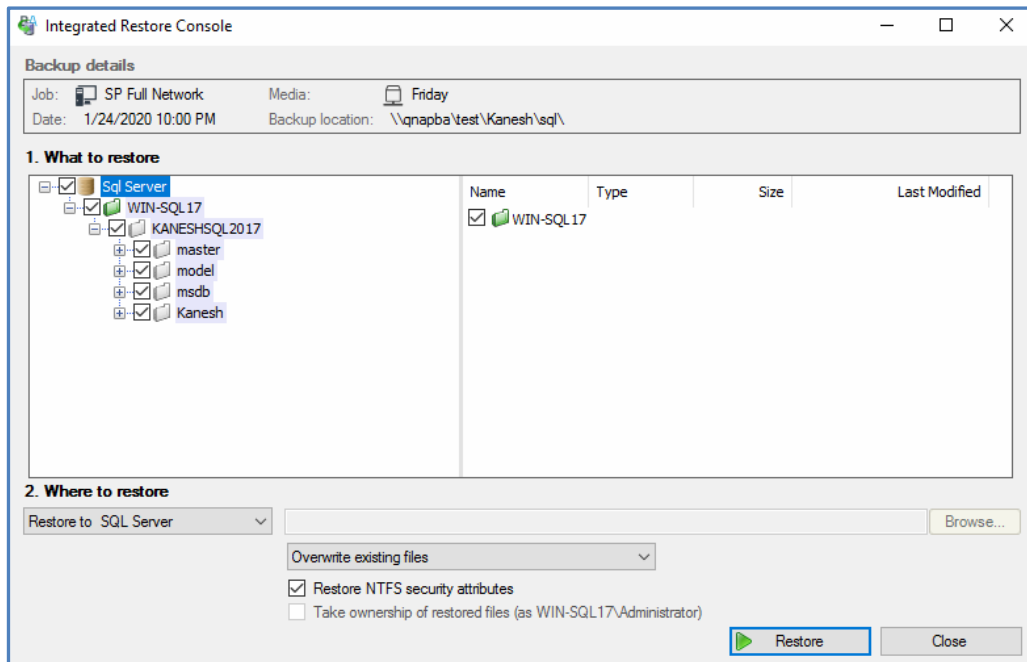 Integrated Restore Console
Backup details
Job: SP Full Network Media: Friday
Date: 1/24/2020 10:00 PM Backup location: \\qnapba\test\Kanesh\sql\
1. What to restore
Sql Server
WIN-SQL17
KANESHSQL2017
master
model
msdb
Kanesh
Name Type Size Last Modified
WIN-SQL17
2. Where to restore
Restore to SQL Server Browse...
Overwrite existing files
Restore NTFS security attributes
Take ownership of restored files (as WIN-SQL17\Administrator)
Restore Close